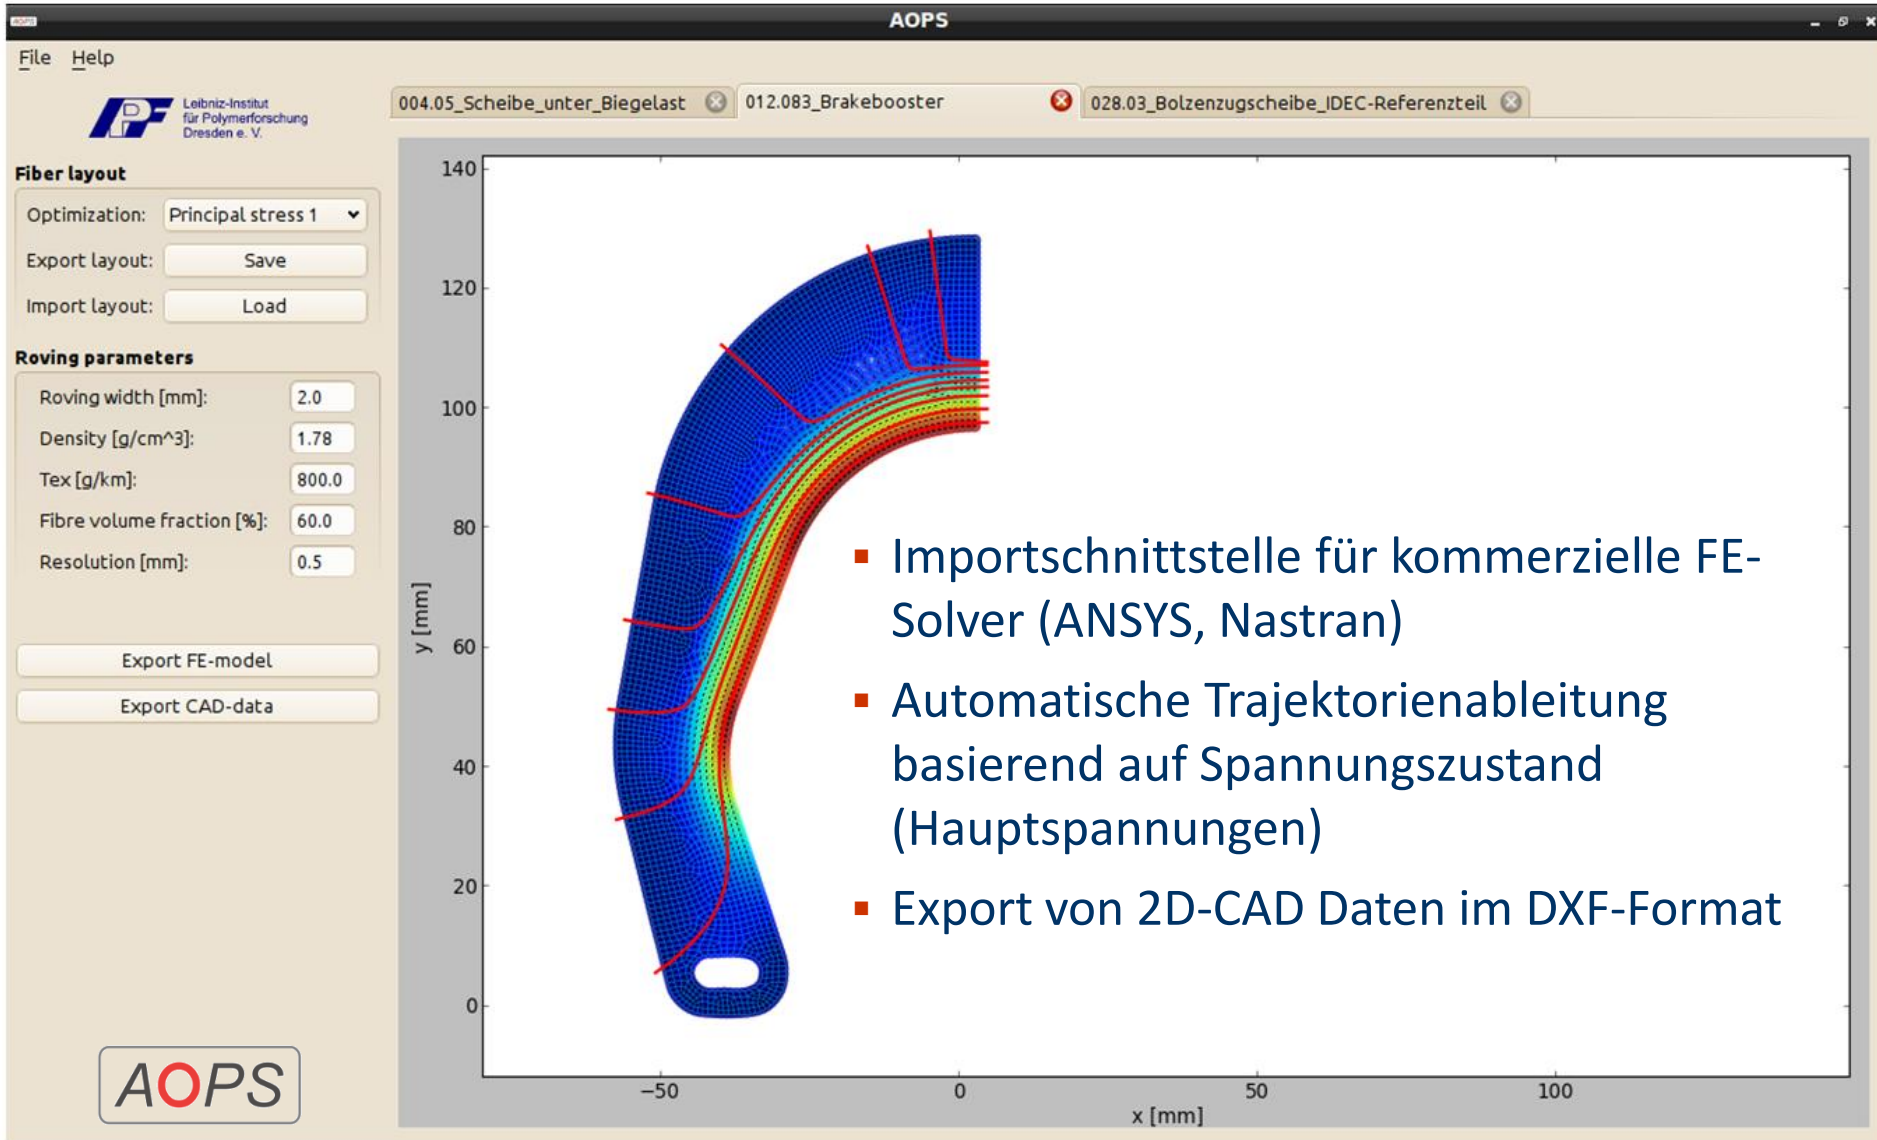 AOPS
AOPS
File Help
IPF
Leibniz-Institut
für Polymerforschung
Dresden e. V.
004.05_Scheibe_unter_Biegelast
012.083_Brakebooster
028.03_Bolzenzugscheibe_IDEC-Referenzteil
Fiber layout
Optimization: Principal stress 1
Export layout: Save
Import layout: Load
Roving parameters
Roving width [mm]: 2.0
Density [g/cm^3]: 1.78
Tex [g/km]: 800.0
Fibre volume fraction [%]: 60.0
Resolution [mm]: 0.5
Export FE-model
Export CAD-data
AOPS
140
120
100
80
60
40
20
0
y [mm]
−50
0
50
100
x [mm]
▪ Importschnittstelle für kommerzielle FE-
Solver (ANSYS, Nastran)
▪ Automatische Trajektorienableitung
basierend auf Spannungszustand
(Hauptspannungen)
▪ Export von 2D-CAD Daten im DXF-Format